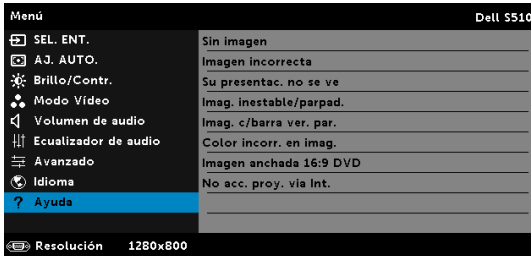 Menú
Dell S510
SEL. ENT.
AJ. AUTO.
Brillo/Contr.
Modo Vídeo
Volumen de audio
Ecualizador de audio
Avanzado
Idioma
? Ayuda
Sin imagen
Imagen incorrecta
Su presentac. no se ve
Imag. inestable/parpad.
Imag. c/barra ver. par.
Color incorr. en imag.
Imagen anchada 16:9 DVD
No acc. proy. via Int.
Resolución 1280x800